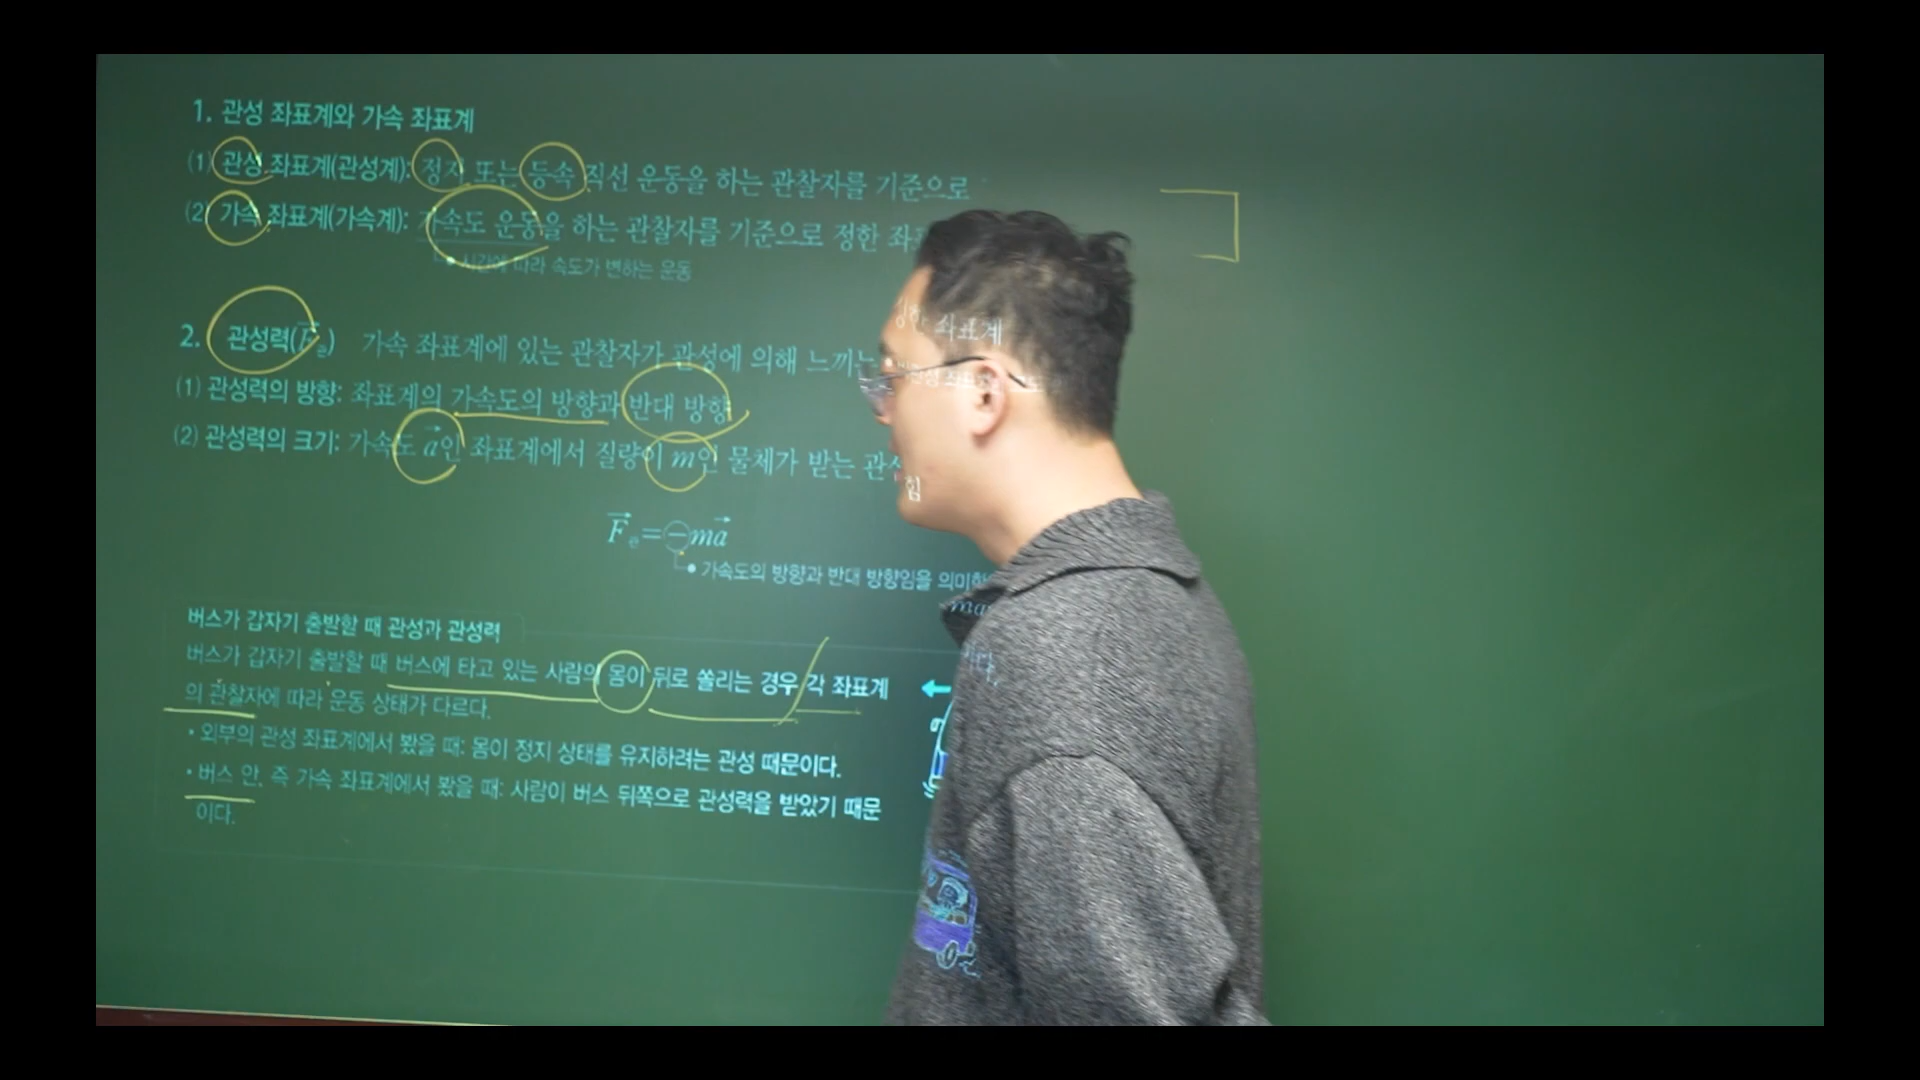 1. 관성 좌표계와 가속 좌표계
(1) 관성 좌표계(관성계): 정지 또는 등속 직선 운동을 하는 관찰자를 기준으로
정한 좌표계
(2) 가속 좌표계(가속계): 가속도 운동을 하는 관찰자를 기준으로 정한 좌표
시간에 따라 속도가 변하는 운동
2. 관성력(F관) 가속 좌표계에 있는 관찰자가 관성에 의해 느끼는
힘
(1) 관성력의 방향: 좌표계의 가속도의 방향과 반대 방향
(2) 관성력의 크기: 가속도 a인 좌표계에서 질량이 m인 물체가 받는 관성
F관=-ma
• 가속도의 방향과 반대 방향임을 의미한
버스가 갑자기 출발할 때 관성과 관성력
버스가 갑자기 출발할 때 버스에 타고 있는 사람의 몸이 뒤로 쏠리는 경우 각 좌표계
의 관찰자에 따라 운동 상태가 다르다.
• 외부의 관성 좌표계에서 봤을 때: 몸이 정지 상태를 유지하려는 관성 때문이다.
• 버스 안, 즉 가속 좌표계에서 봤을 때: 사람이 버스 뒤쪽으로 관성력을 받았기 때문
이다.